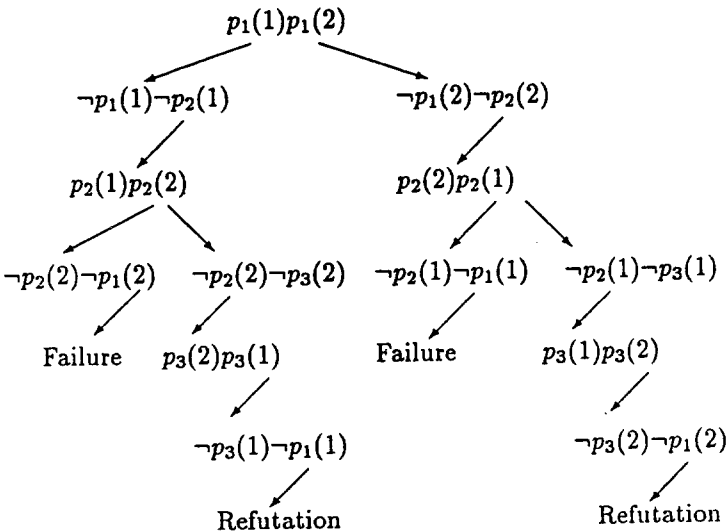 p₁(1)p₁(2)
¬p₁(1)¬p₂(1) ¬p₁(2)¬p₂(2)
p₂(1)p₂(2) p₂(2)p₂(1)
¬p₂(2)¬p₁(2) ¬p₂(2)¬p₃(2) ¬p₂(1)¬p₁(1) ¬p₂(1)¬p₃(1)
Failure p₃(2)p₃(1) Failure p₃(1)p₃(2)
¬p₃(1)¬p₁(1) ¬p₃(2)¬p₁(2)
Refutation Refutation